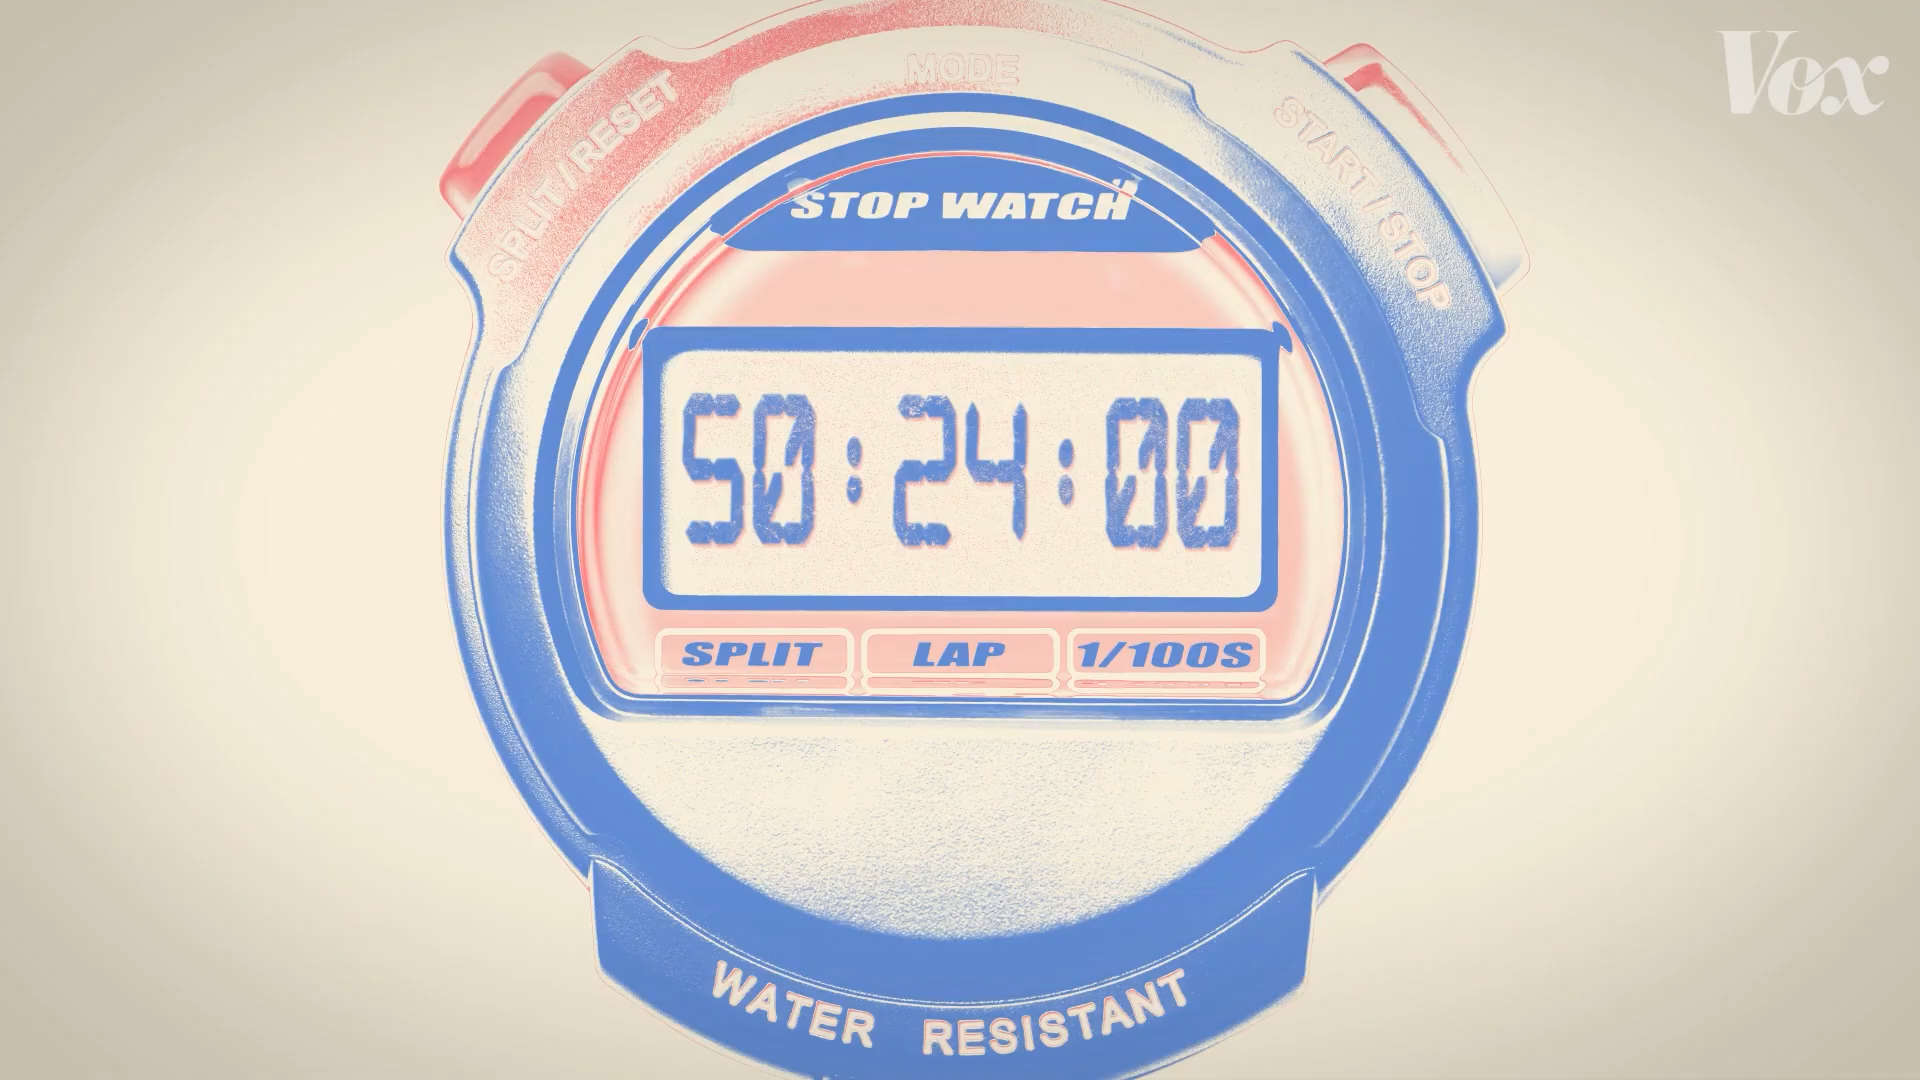 Vox
MODE
SPLIT / RESET
START / STOP
STOP WATCH
50:24:00
SPLIT
LAP
1/100S
WATER RESISTANT